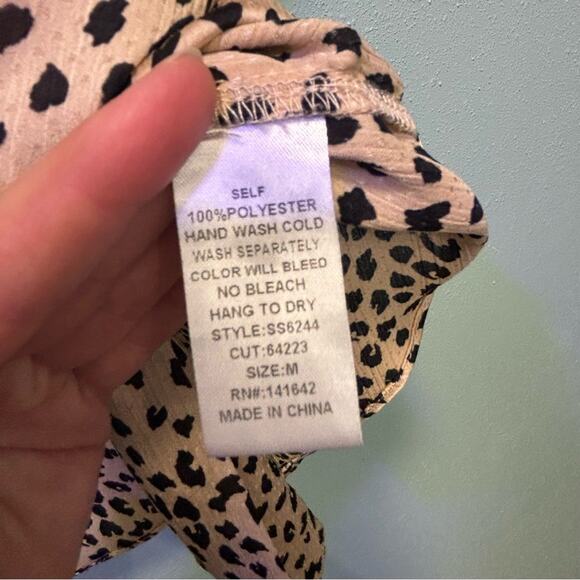 SELF
100%POLYESTER
HAND WASH COLD
WASH SEPARATELY
COLOR WILL BLEED
NO BLEACH
HANG TO DRY
STYLE:SS6244
CUT:64223
SIZE:M
RN#:141642
MADE IN CHINA